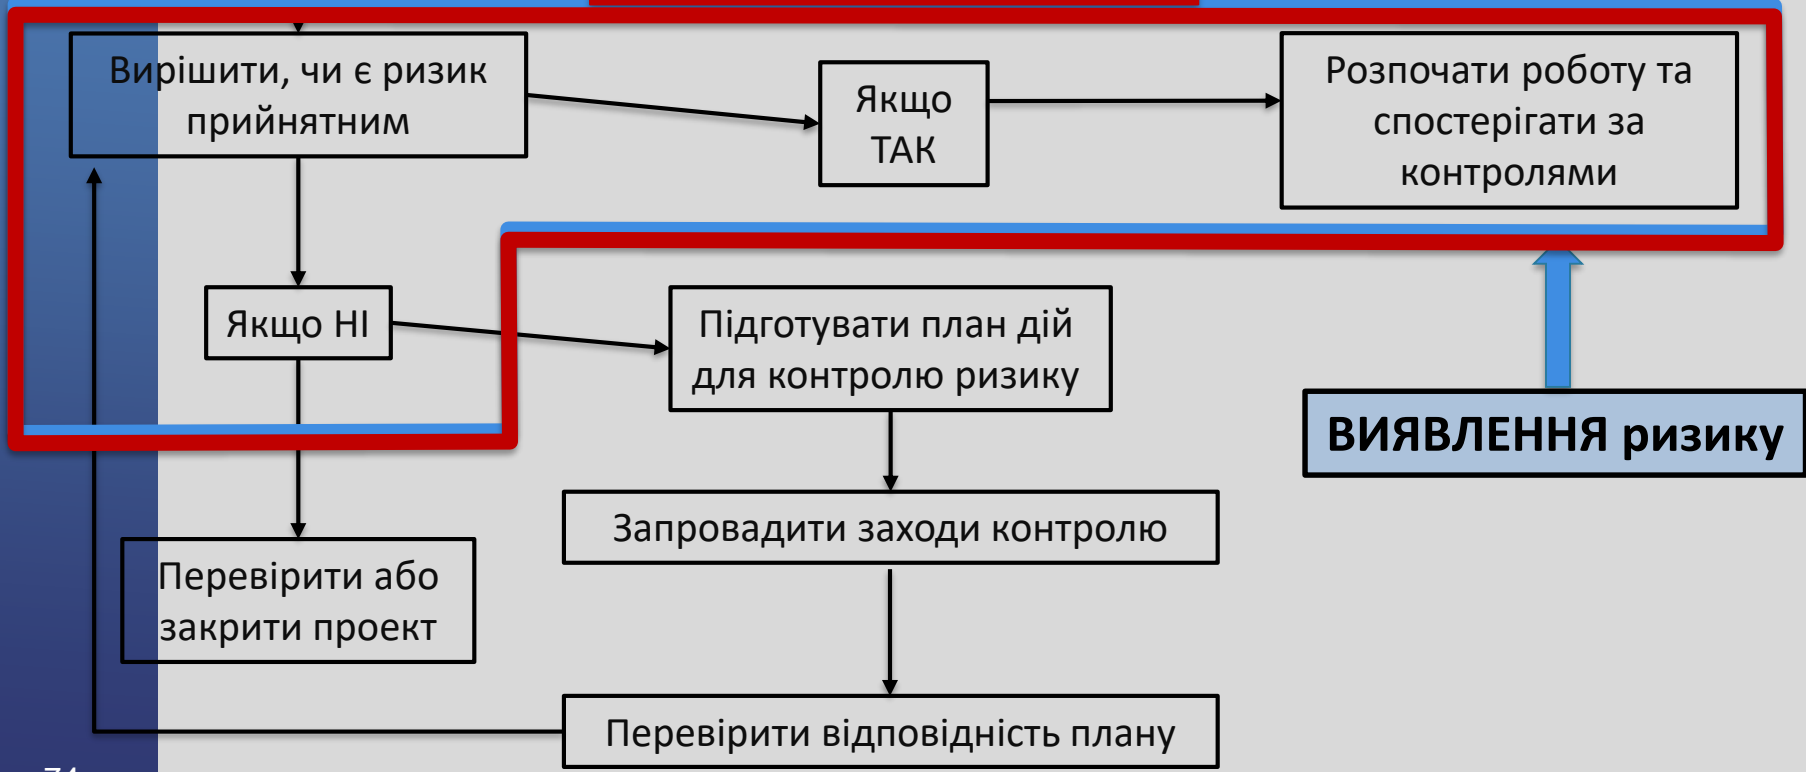 Вирішити, чи є ризик
прийнятним
Якщо
ТАК
Розпочати роботу та
спостерігати за
контролями
Якщо НІ
Підготувати план дій
для контролю ризику
ВИЯВЛЕННЯ ризику
Запровадити заходи контролю
Перевірити або
закрити проект
Перевірити відповідність плану